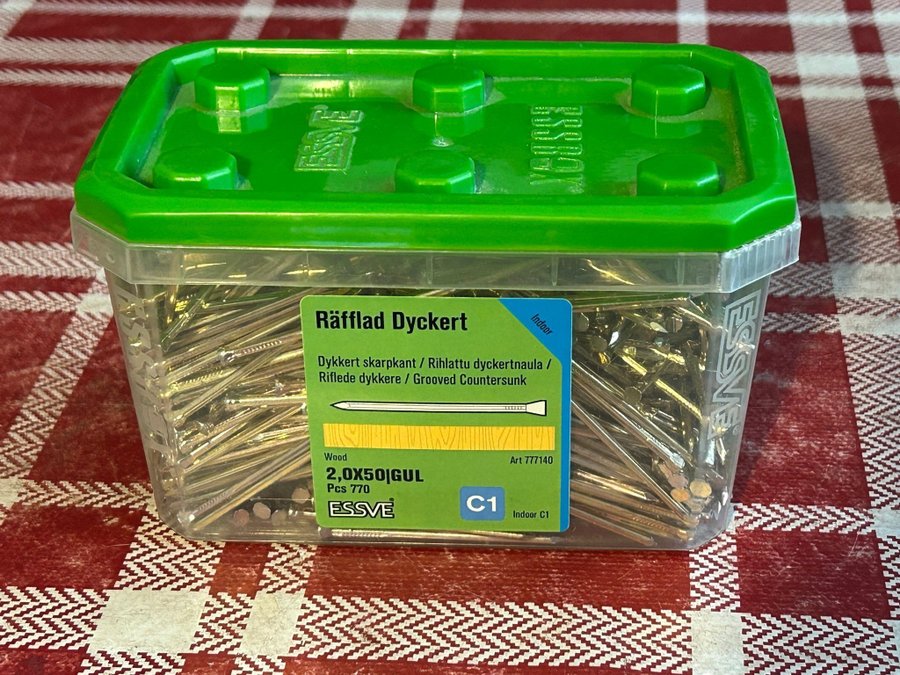 ESSVE
ESSBOX
Räfflad Dyckert
Indoor
Dykkert skarpkant / Rihlattu dyckertnaula /
Riflede dykkere / Grooved Countersunk
Wood
Art 777140
2,0X50|GUL
Pcs 770
ESSVE®
C1
Indoor C1
ESSVE